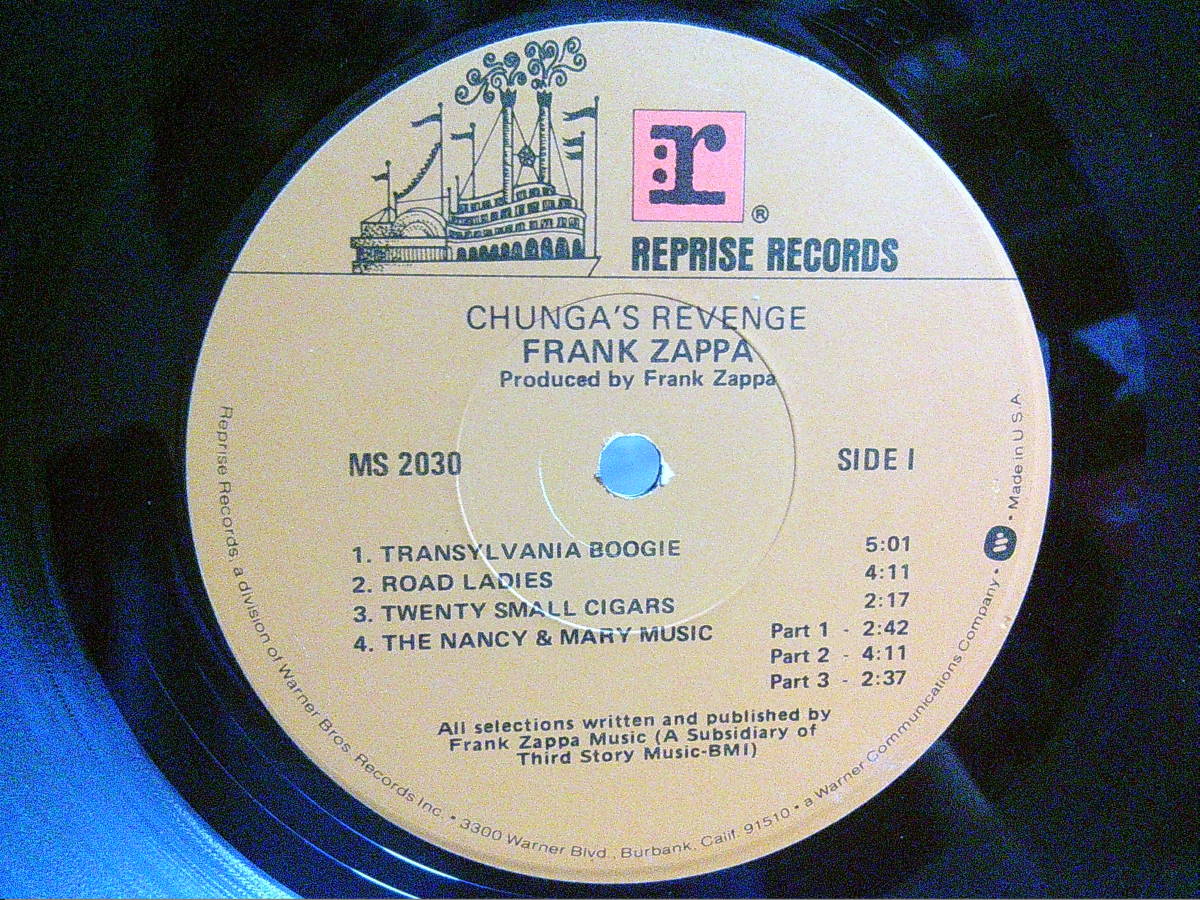 r
®
REPRISE RECORDS
CHUNGA'S REVENGE
FRANK ZAPPA
Produced by Frank Zappa
MS 2030
SIDE I
1. TRANSYLVANIA BOOGIE 5:01
2. ROAD LADIES 4:11
3. TWENTY SMALL CIGARS 2:17
4. THE NANCY & MARY MUSIC Part 1 - 2:42
Part 2 - 4:11
Part 3 - 2:37
All selections written and published by
Frank Zappa Music (A Subsidiary of
Third Story Music-BMI)
Reprise Records, a division of Warner Bros. Records Inc. • 3300 Warner Blvd., Burbank, Calif. 91510 • a Warner Communications Company • W • Made in U.S.A.